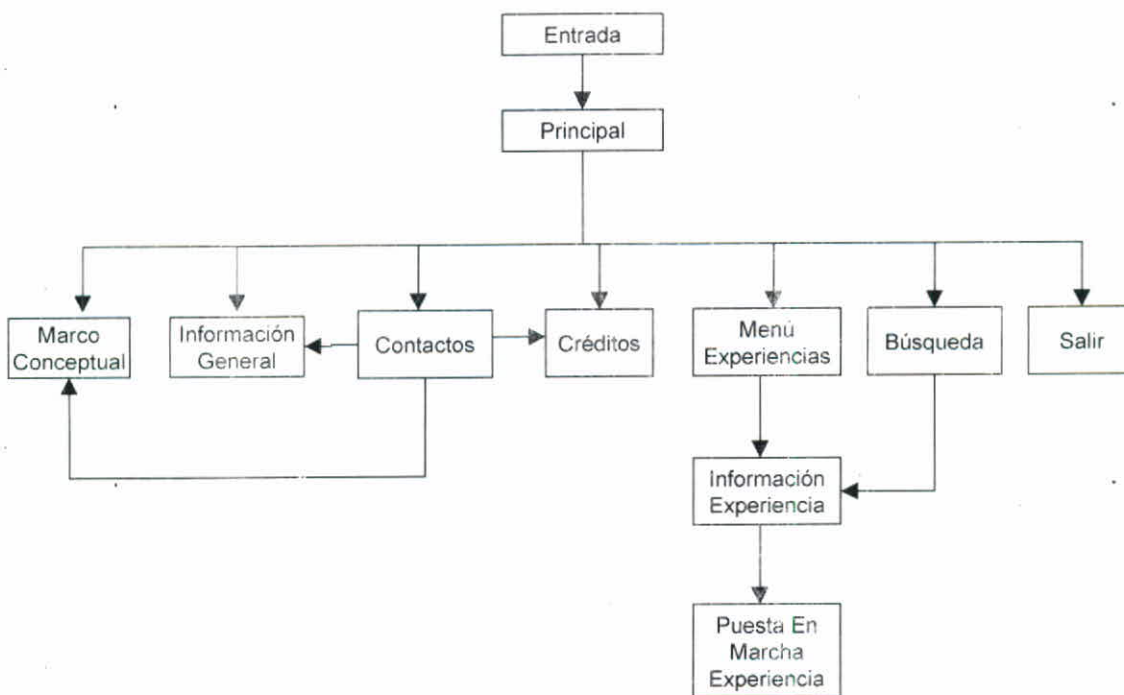 Entrada
Principal
Marco
Conceptual
Información
General
Contactos
Créditos
Menú
Experiencias
Búsqueda
Salir
Información
Experiencia
Puesta En
Marcha
Experiencia